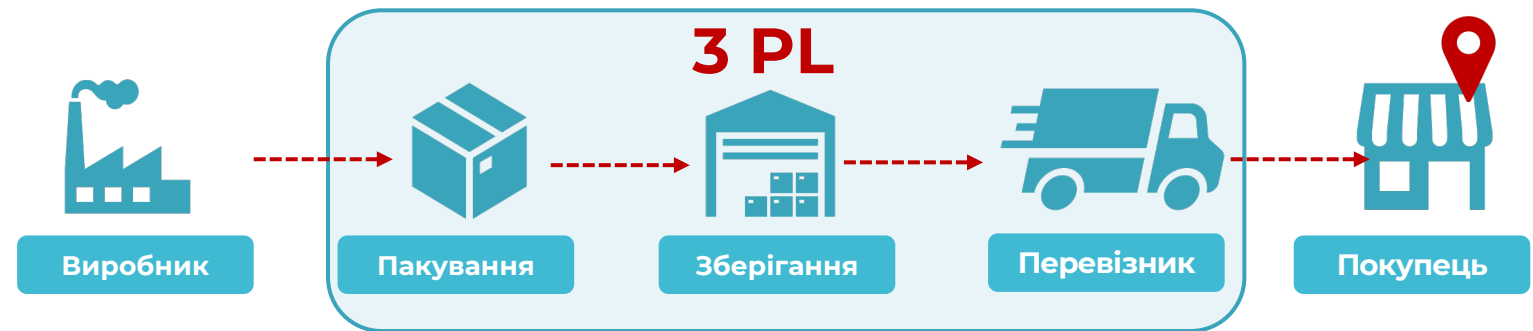 3 PL
Виробник
Пакування
Зберігання
Перевізник
Покупець